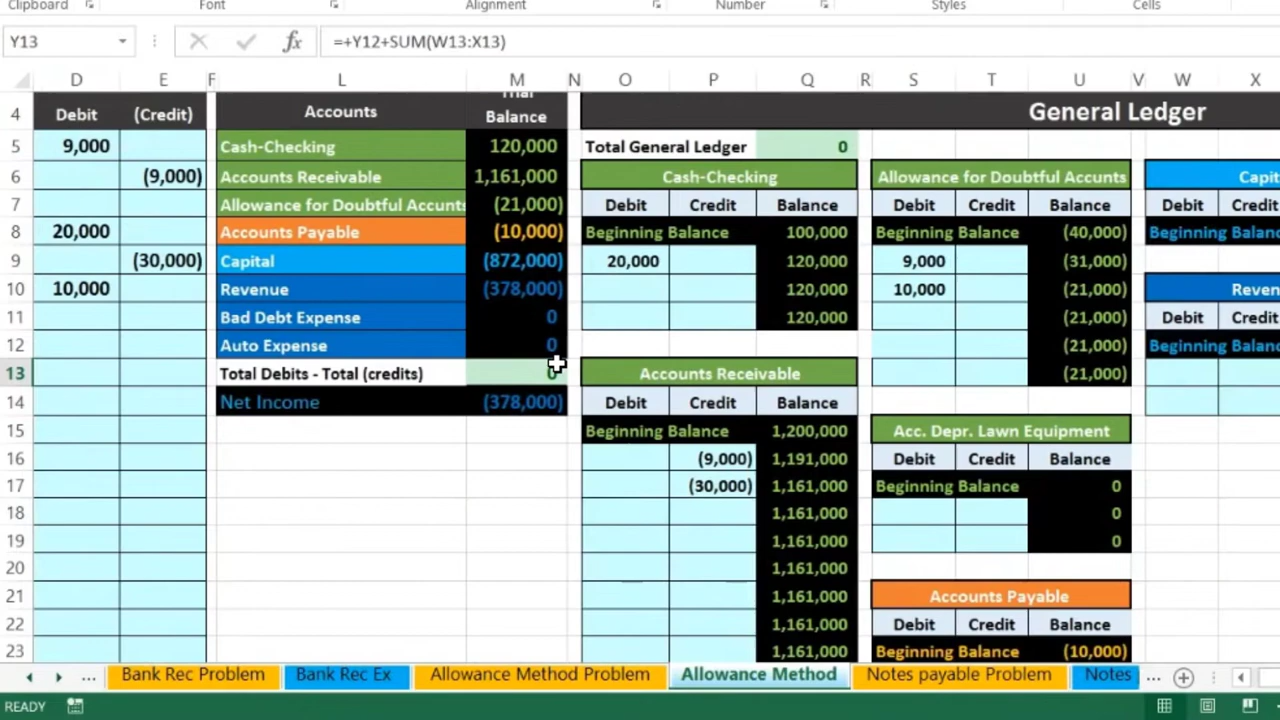 Clipboard Font Alignment Number Styles Cells
Y13 fx =+Y12+SUM(W13:X13)
D E F L M N O P Q R S T U V W X
4 Debit (Credit) Accounts Trial Balance General Ledger
5 9,000 Cash-Checking 120,000 Total General Ledger 0
6 (9,000) Accounts Receivable 1,161,000 Cash-Checking Allowance for Doubtful Accunts Capit
7 Allowance for Doubtful Accunts (21,000) Debit Credit Balance Debit Credit Balance Debit Credit
8 20,000 Accounts Payable (10,000) Beginning Balance 100,000 Beginning Balance (40,000) Beginning Balanc
9 (30,000) Capital (872,000) 20,000 120,000 9,000 (31,000)
10 10,000 Revenue (378,000) 120,000 10,000 (21,000) Reven
11 Bad Debt Expense 0 120,000 (21,000) Debit Credit
12 Auto Expense 0 (21,000) Beginning Balanc
13 Total Debits - Total (credits) 0 Accounts Receivable (21,000)
14 Net Income (378,000) Debit Credit Balance
15 Beginning Balance 1,200,000 Acc. Depr. Lawn Equipment
16 (9,000) 1,191,000 Debit Credit Balance
17 (30,000) 1,161,000 Beginning Balance 0
18 1,161,000 0
19 1,161,000 0
20 1,161,000
21 1,161,000 Accounts Payable
22 1,161,000 Debit Credit Balance
23 1,161,000 Beginning Balance (10,000)
... Bank Rec Problem Bank Rec Ex Allowance Method Problem Allowance Method Notes payable Problem Notes ...
READY